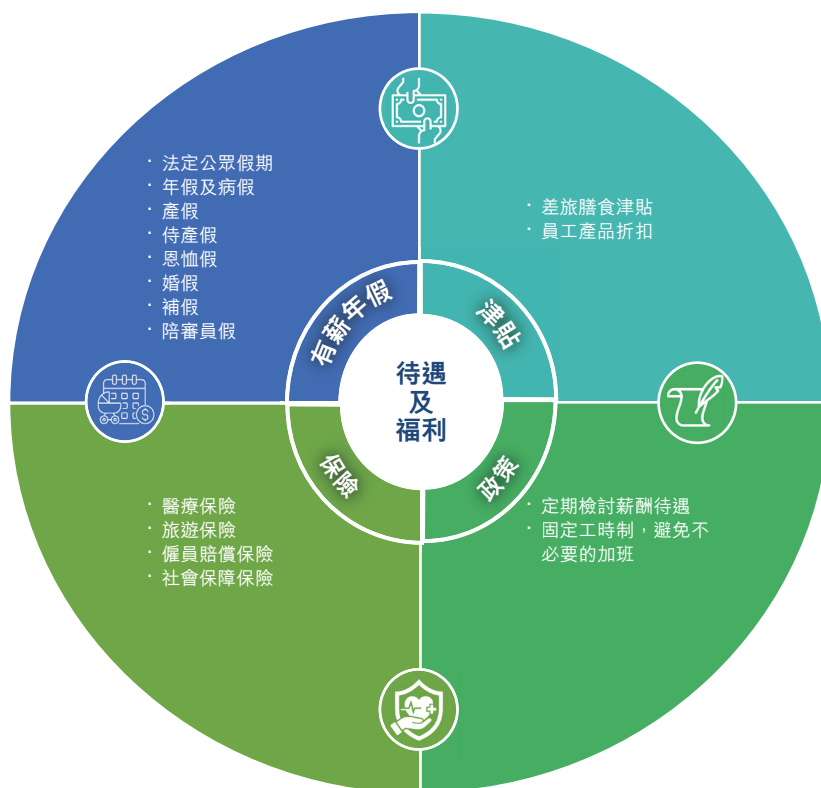 · 法定公眾假期
· 年假及病假
· 產假
· 侍產假
· 恩恤假
· 婚假
· 補假
· 陪審員假
· 差旅膳食津貼
· 員工產品折扣
有薪年假
津貼
待遇
及
福利
保險
政策
· 醫療保險
· 旅遊保險
· 僱員賠償保險
· 社會保障保險
· 定期檢討薪酬待遇
· 固定工時制，避免不
必要的加班
$